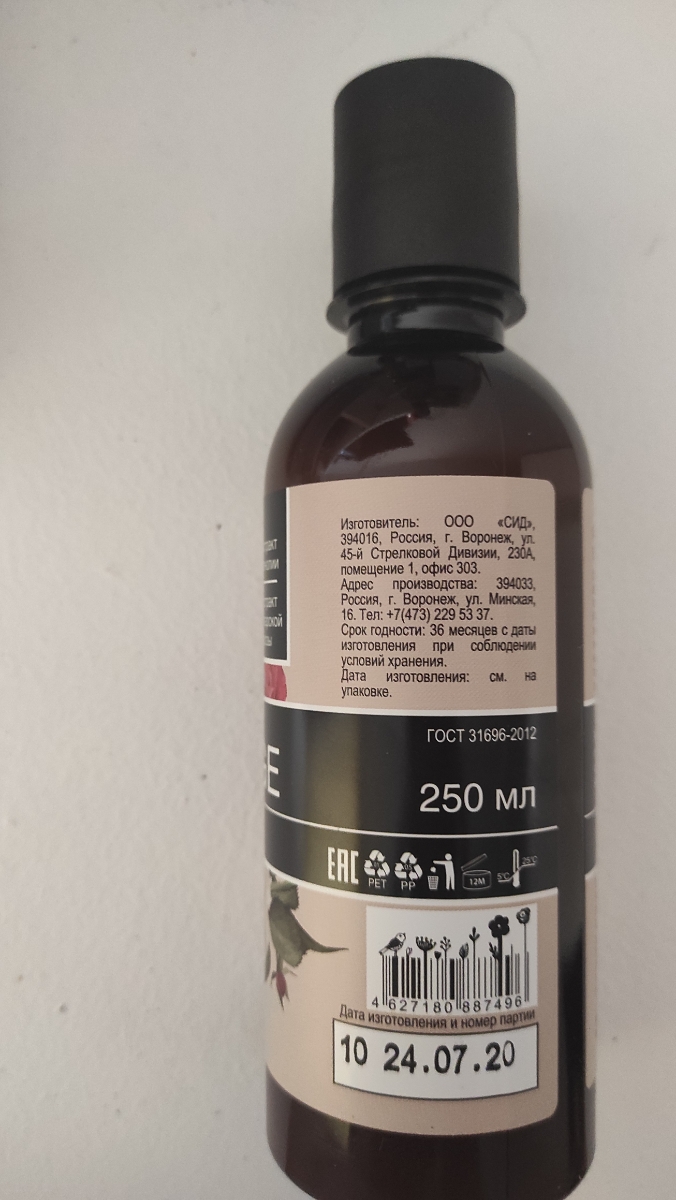 Изготовитель: ООО «СИД»,
394016, Россия, г. Воронеж, ул.
45-й Стрелковой Дивизии, 230А,
помещение 1, офис 303.
Адрес производства: 394033,
Россия, г. Воронеж, ул. Минская,
16. Тел: +7(473) 229 53 37.
Срок годности: 36 месяцев с даты
изготовления при соблюдении
условий хранения.
Дата изготовления: см. на
упаковке.
ГОСТ 31696-2012
250 мл
EAC
PET
PP
12M
5°C
25°C
4 627180 887496
Дата изготовления и номер партии
10 24.07.20